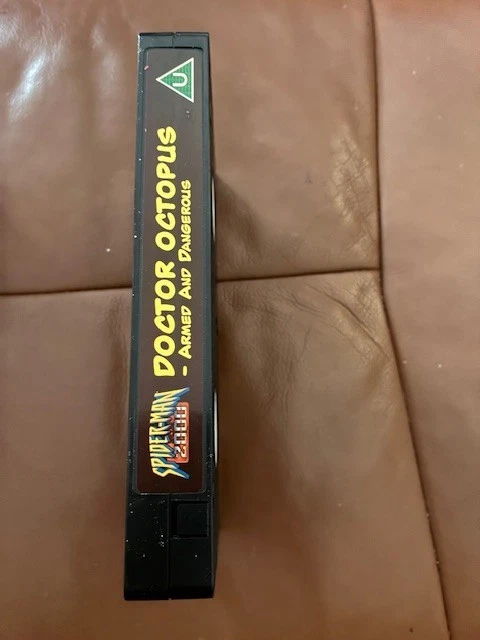 SPIDER-MAN
2000
DOCTOR OCTOPUS
- ARMED AND DANGEROUS
U